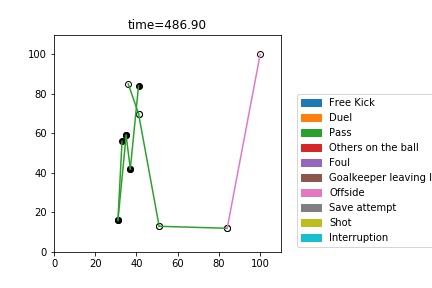 time=486.90
100
80
60
40
20
0
0 20 40 60 80 100
Free Kick
Duel
Pass
Others on the ball
Foul
Goalkeeper leaving l
Offside
Save attempt
Shot
Interruption